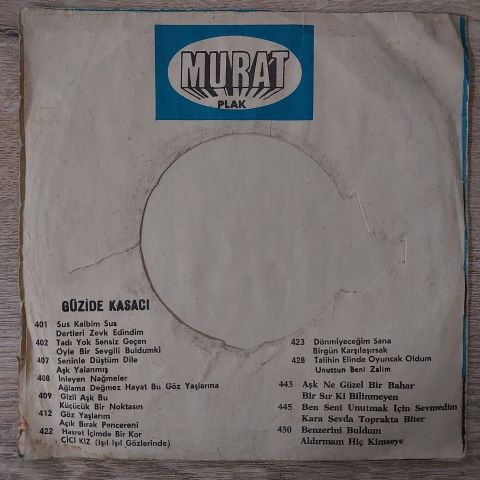 MURAT
PLAK
GÜZİDE KASACI
401 Sus Kalbim Sus
Dertleri Zevk Edindim
402 Tadı Yok Sensiz Geçen
Oyle Bir Sevgili Buldumki
407 Seninle Düştüm Dile
Aşk Yalanmış
408 İnleyen Nağmeler
Ağlama Değmez Hayat Bu Göz Yaşlarına
409 Gizli Aşk Bu
Küçücük Bir Noktasın
412 Göz Yaşlarım
Açık Bırak Pencereni
422 Hasret İçimde Bir Kor
CİCİ KIZ (Işıl Işıl Gözlerinde)
423 Dönmiyeceğim Sana
Birgün Karşılaşırsak
428 Talihin Elinde Oyuncak Oldum
Unuttun Beni Zalim
443 Aşk Ne Güzel Bir Bahar
Bir Sır Ki Bilinmeyen
445 Ben Seni Unutmak İçin Sevmedim
Kara Sevda Toprakta Biter
450 Benzerini Buldum
Aldırmam Hiç Kimseye